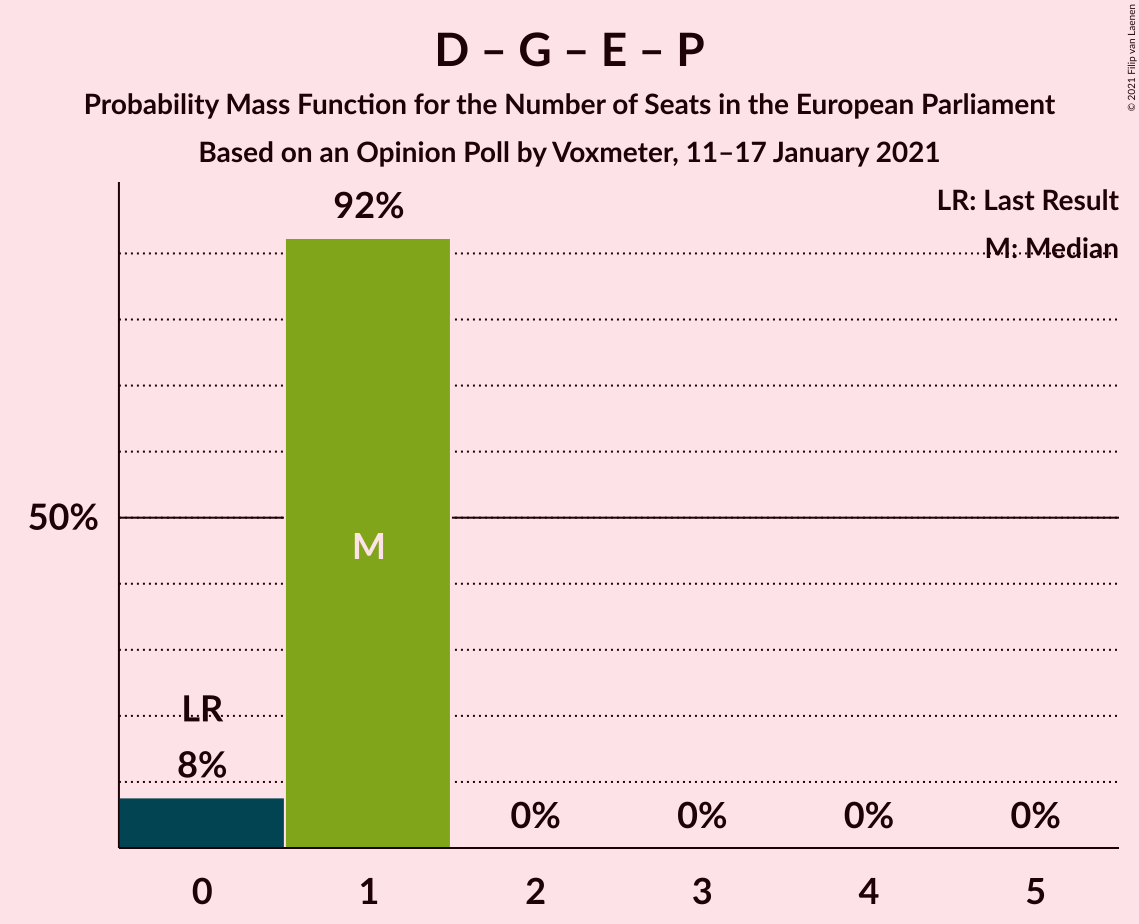 D – G – E – P
Probability Mass Function for the Number of Seats in the European Parliament
Based on an Opinion Poll by Voxmeter, 11–17 January 2021
© 2021 Filip van Laenen
LR: Last Result
M: Median
92%
50%
M
LR
8%
0%
0%
0%
0%
0
1
2
3
4
5